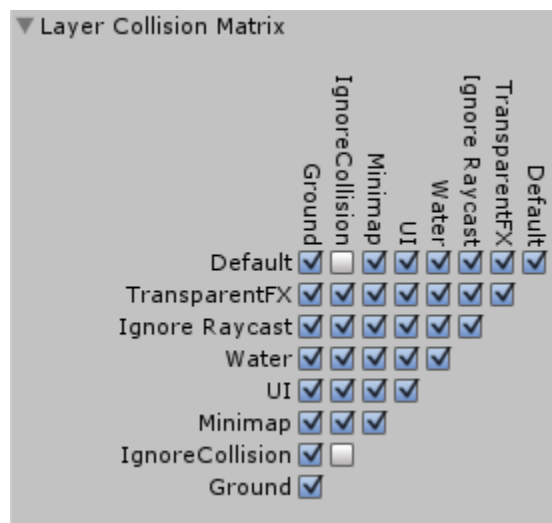 Layer Collision Matrix
Ground
IgnoreCollision
Minimap
UI
Water
Ignore Raycast
TransparentFX
Default
Default
TransparentFX
Ignore Raycast
Water
UI
Minimap
IgnoreCollision
Ground